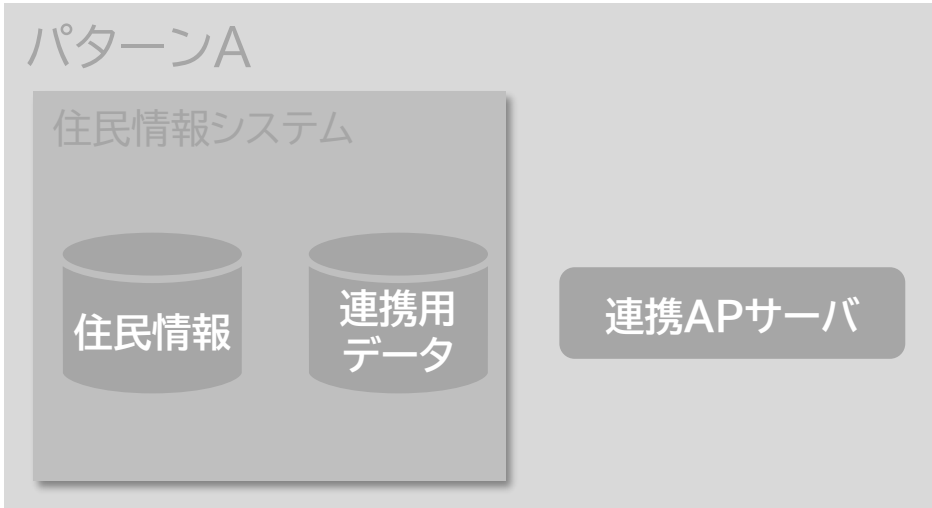 パターンA
住民情報システム
住民情報
連携用
データ
連携APサーバ